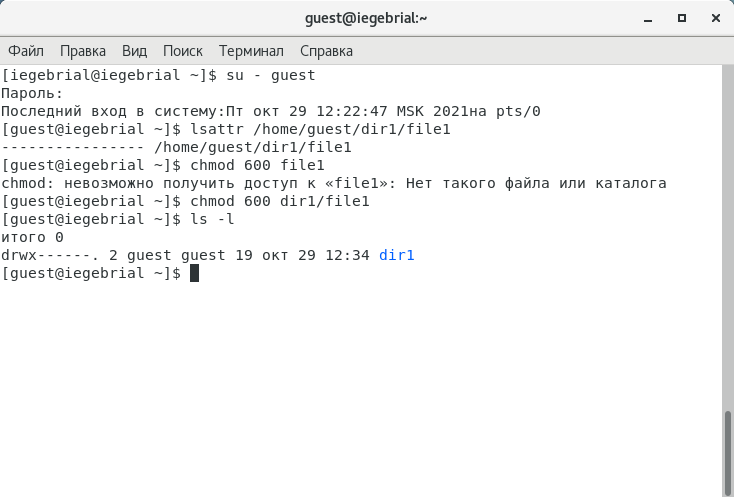 guest@iegebrial:~
Файл Правка Вид Поиск Терминал Справка
[iegebrial@iegebrial ~]$ su - guest
Пароль:
Последний вход в систему:Пт окт 29 12:22:47 MSK 2021на pts/0
[guest@iegebrial ~]$ lsattr /home/guest/dir1/file1
---------------- /home/guest/dir1/file1
[guest@iegebrial ~]$ chmod 600 file1
chmod: невозможно получить доступ к «file1»: Нет такого файла или каталога
[guest@iegebrial ~]$ chmod 600 dir1/file1
[guest@iegebrial ~]$ ls -l
итого 0
drwx------. 2 guest guest 19 окт 29 12:34 dir1
[guest@iegebrial ~]$